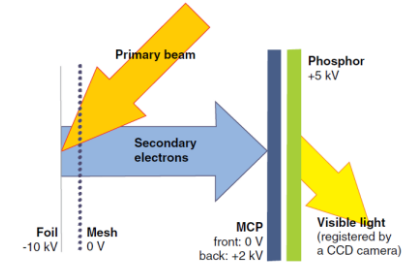 Primary beam
Phosphor
+5 kV
Secondary
electrons
Foil
-10 kV
Mesh
0 V
MCP
front: 0 V
back: +2 kV
Visible light
(registered by
a CCD camera)